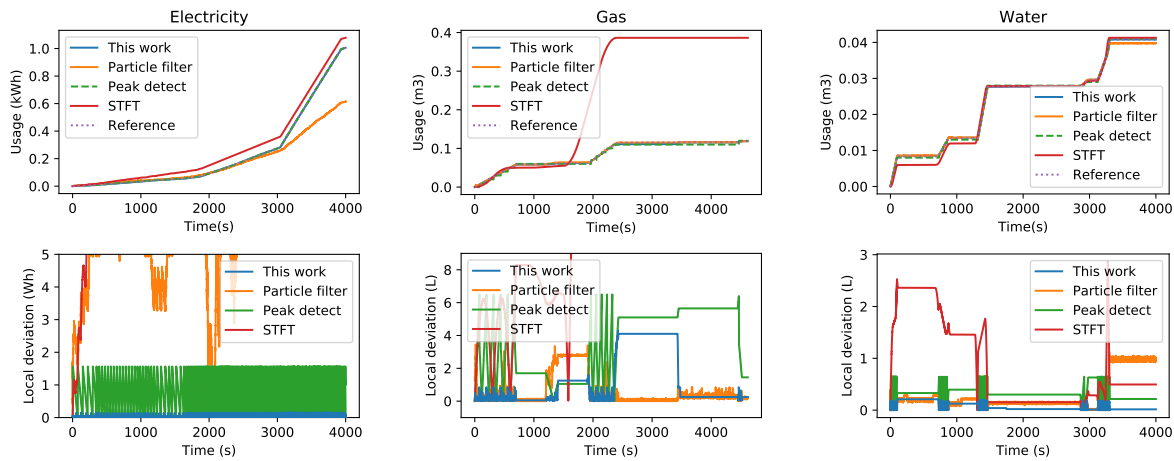 Electricity
Usage (kWh)
1.0
0.8
0.6
0.4
0.2
0.0
This work
Particle filter
Peak detect
STFT
Reference
0 1000 2000 3000 4000
Time(s)
Gas
Usage (m3)
0.4
0.3
0.2
0.1
0.0
This work
Particle filter
Peak detect
STFT
Reference
0 1000 2000 3000 4000
Time(s)
Water
Usage (m3)
0.04
0.03
0.02
0.01
0.00
This work
Particle filter
Peak detect
STFT
Reference
0 1000 2000 3000 4000
Time(s)
Local deviation (Wh)
5
4
3
2
1
0
This work
Particle filter
Peak detect
STFT
0 1000 2000 3000 4000
Time (s)
Local deviation (L)
8
6
4
2
0
This work
Particle filter
Peak detect
STFT
0 1000 2000 3000 4000
Time (s)
Local deviation (L)
3
2
1
0
This work
Particle filter
Peak detect
STFT
0 1000 2000 3000 4000
Time (s)